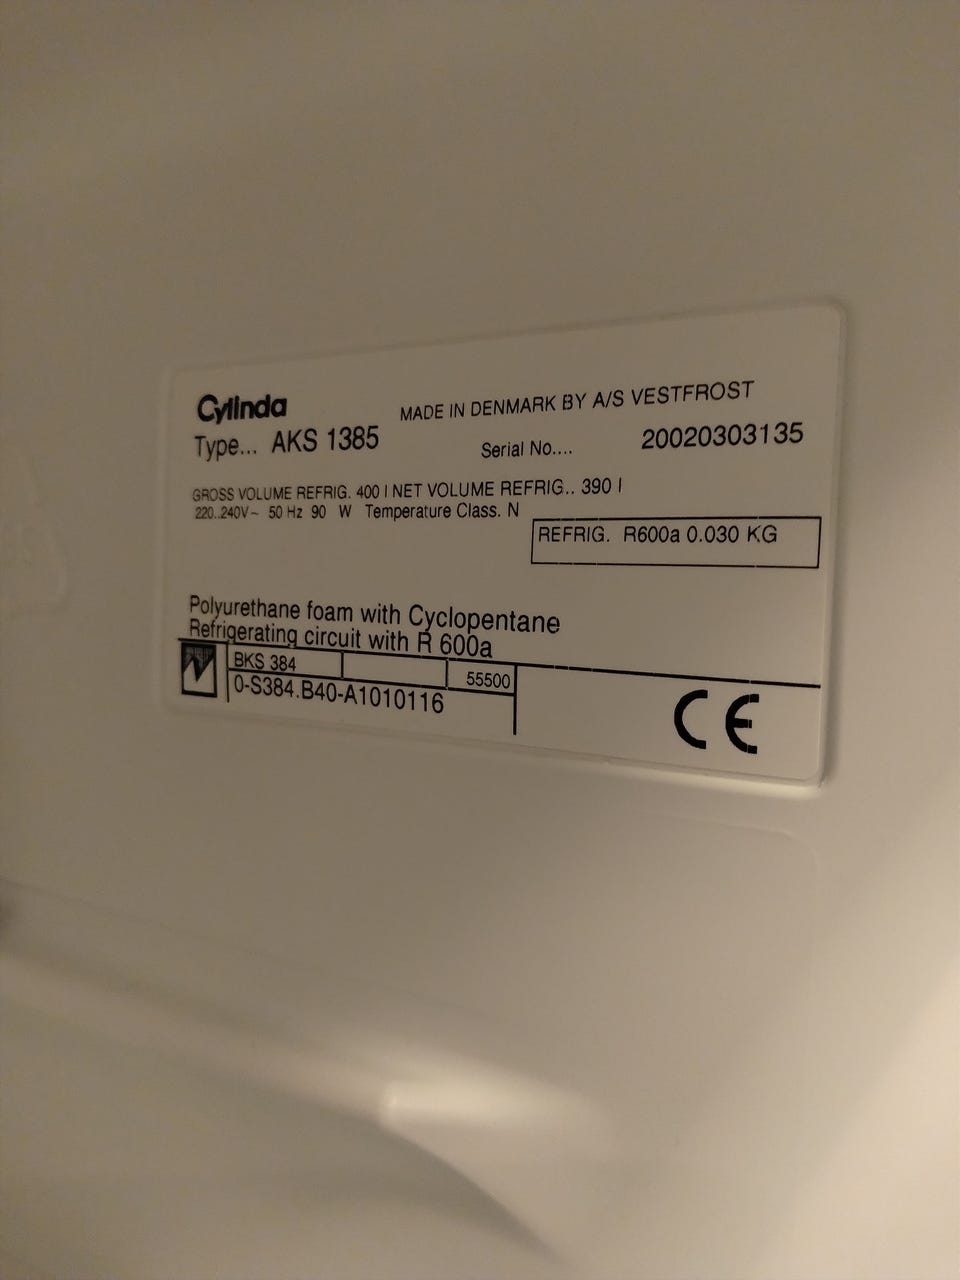 Cylinda
MADE IN DENMARK BY A/S VESTFROST
Type... AKS 1385
Serial No.... 20020303135
GROSS VOLUME REFRIG. 400 l NET VOLUME REFRIG.. 390 l
220..240V~ 50 Hz 90 W Temperature Class. N
REFRIG. R600a 0.030 KG
Polyurethane foam with Cyclopentane
Refrigerating circuit with R 600a
BKS 384 55500
0-S384.B40-A1010116
CE